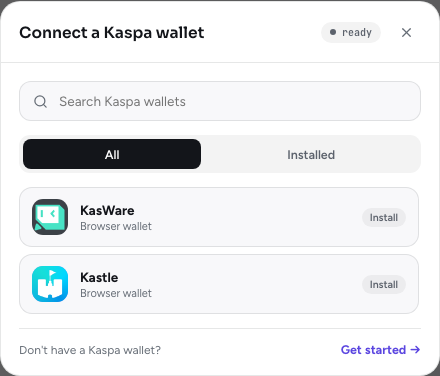 Connect a Kaspa wallet
ready
Search Kaspa wallets
All
Installed
KasWare
Browser wallet
Install
Kastle
Browser wallet
Install
Don't have a Kaspa wallet?
Get started →